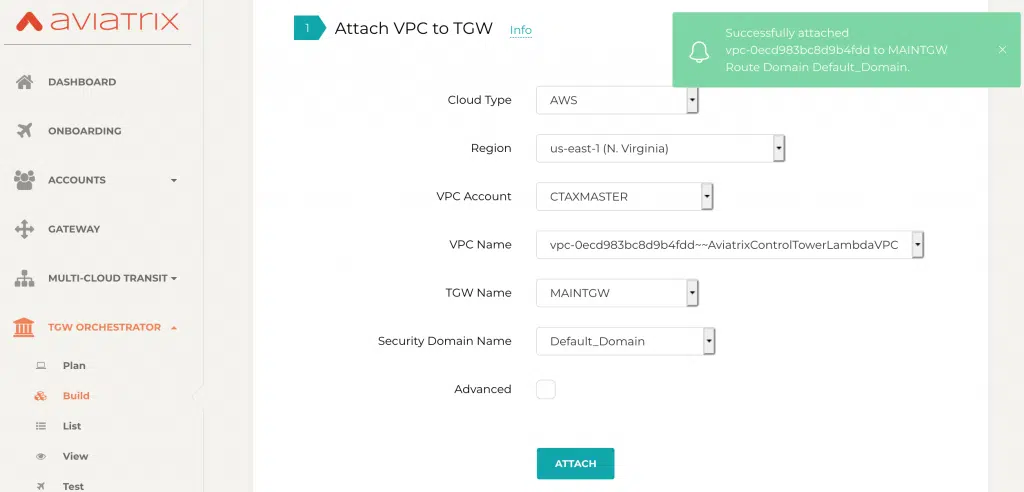 AVIATRIX
DASHBOARD
ONBOARDING
ACCOUNTS
GATEWAY
MULTI-CLOUD TRANSIT
TGW ORCHESTRATOR
Plan
Build
List
View
Test
1 Attach VPC to TGW Info
Successfully attached
vpc-0ecd983bc8d9b4fdd to MAINTGW
Route Domain Default_Domain.
×
Cloud Type AWS
Region us-east-1 (N. Virginia)
VPC Account CTAXMASTER
VPC Name vpc-0ecd983bc8d9b4fdd~~AviatrixControlTowerLambdaVPC
TGW Name MAINTGW
Security Domain Name Default_Domain
Advanced
ATTACH